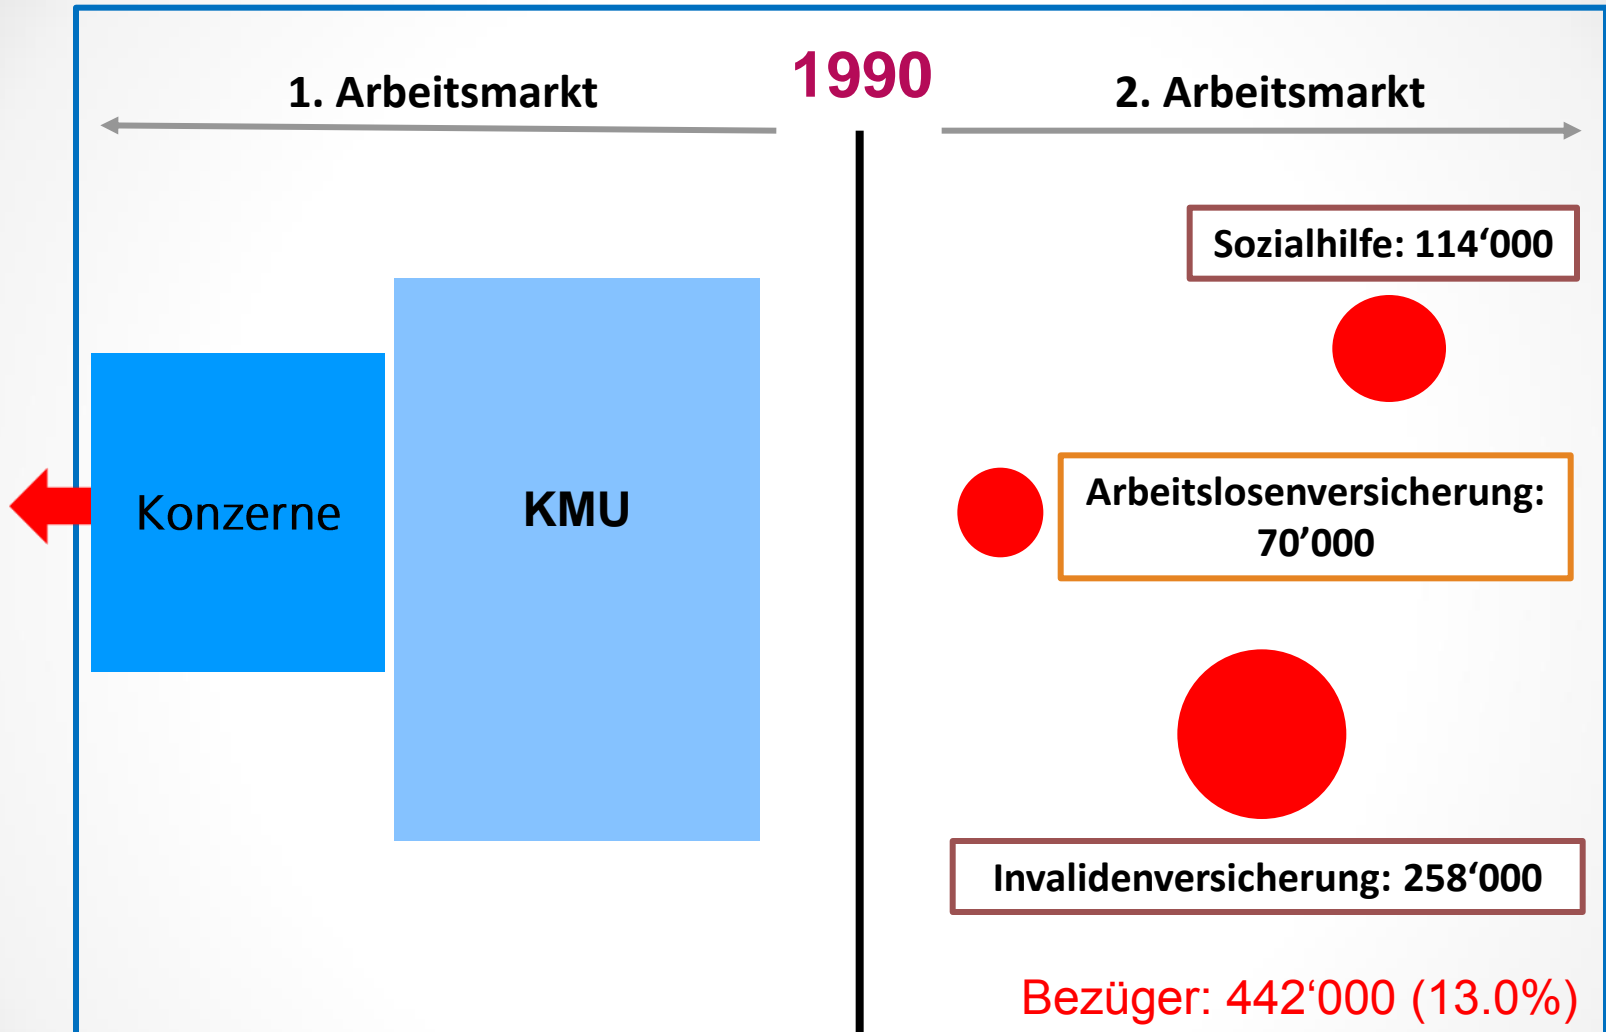 1990
1. Arbeitsmarkt
2. Arbeitsmarkt
Sozialhilfe: 114‘000
Konzerne
KMU
Arbeitslosenversicherung:
70’000
Invalidenversicherung: 258‘000
Bezüger: 442‘000 (13.0%)